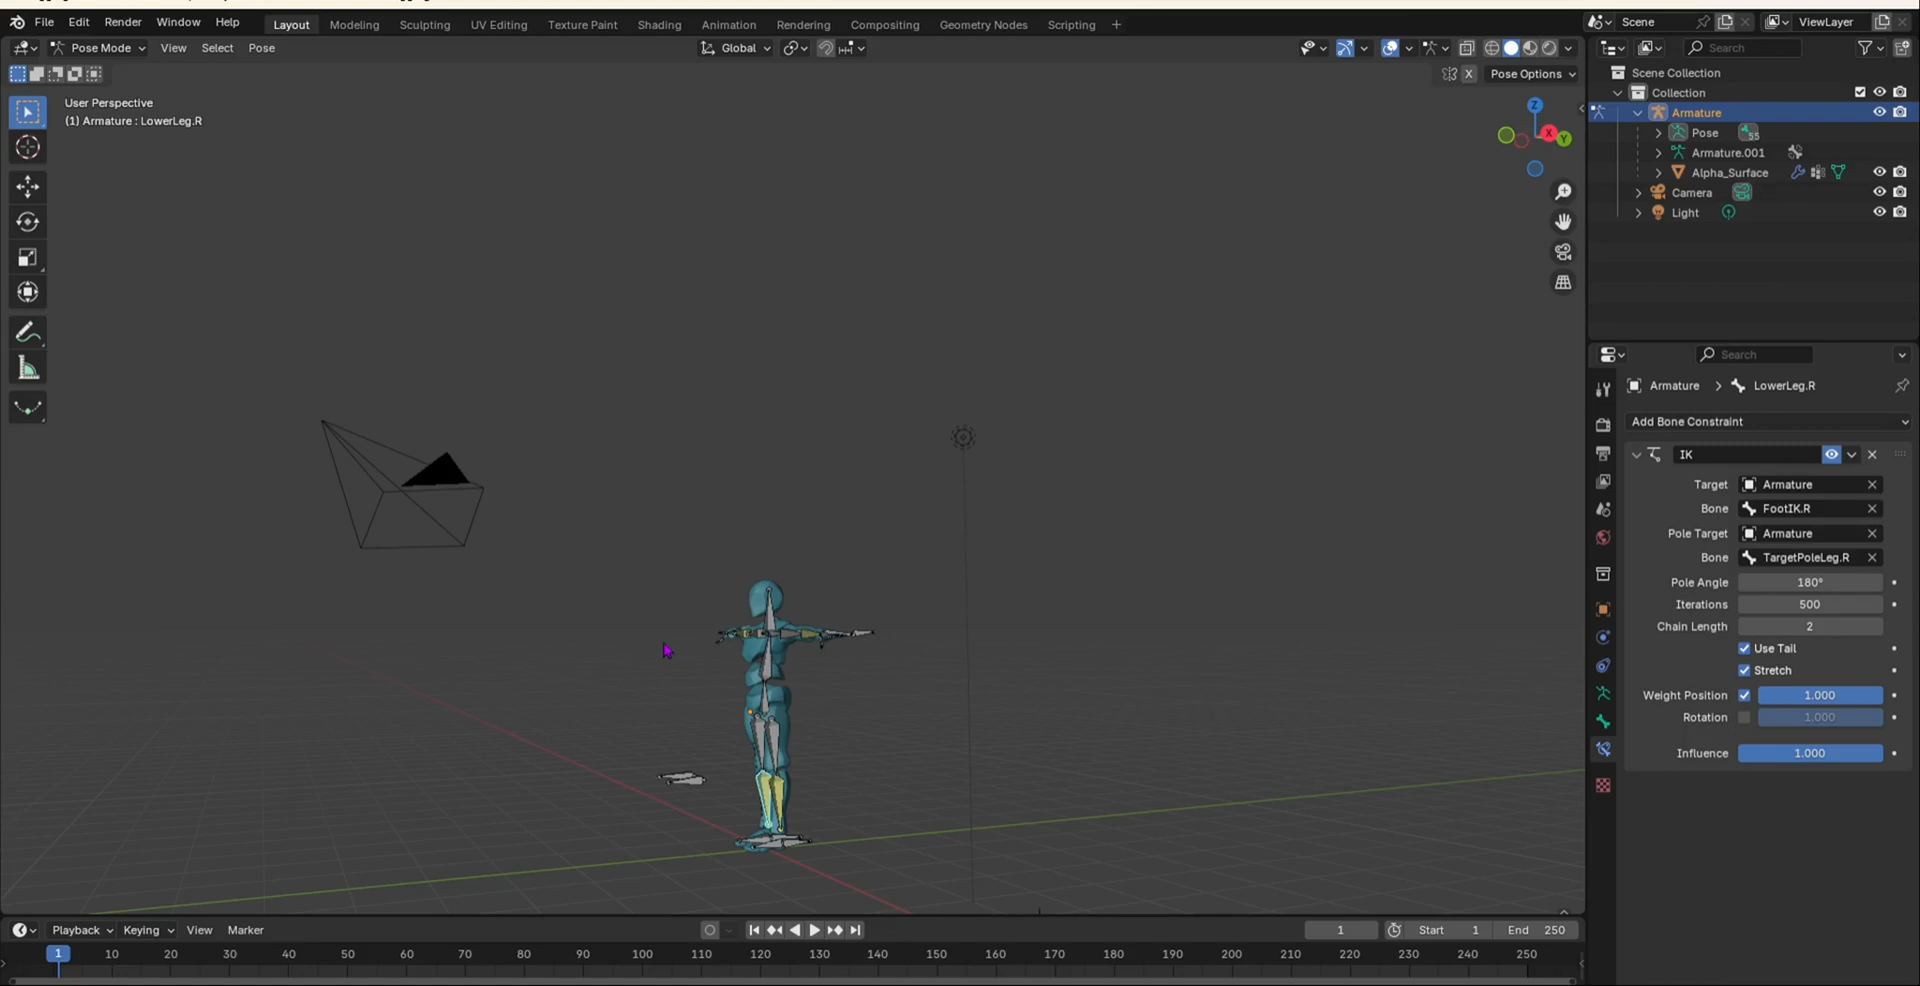 File Edit Render Window Help Layout Modeling Sculpting UV Editing Texture Paint Shading Animation Rendering Compositing Geometry Nodes Scripting + Scene ViewLayer
Pose Mode View Select Pose Global Search
X Pose Options
User Perspective
(1) Armature : LowerLeg.R
Z
X
Y
Scene Collection
Collection
Armature
Pose 55
Armature.001
Alpha_Surface
Camera
Light
Search
Armature > LowerLeg.R
Add Bone Constraint
IK
Target Armature
Bone FootIK.R
Pole Target Armature
Bone TargetPoleLeg.R
Pole Angle 180°
Iterations 500
Chain Length 2
Use Tail
Stretch
Weight Position 1.000
Rotation 1.000
Influence 1.000
Playback Keying View Marker 1 Start 1 End 250
1 10 20 30 40 50 60 70 80 90 100 110 120 130 140 150 160 170 180 190 200 210 220 230 240 250